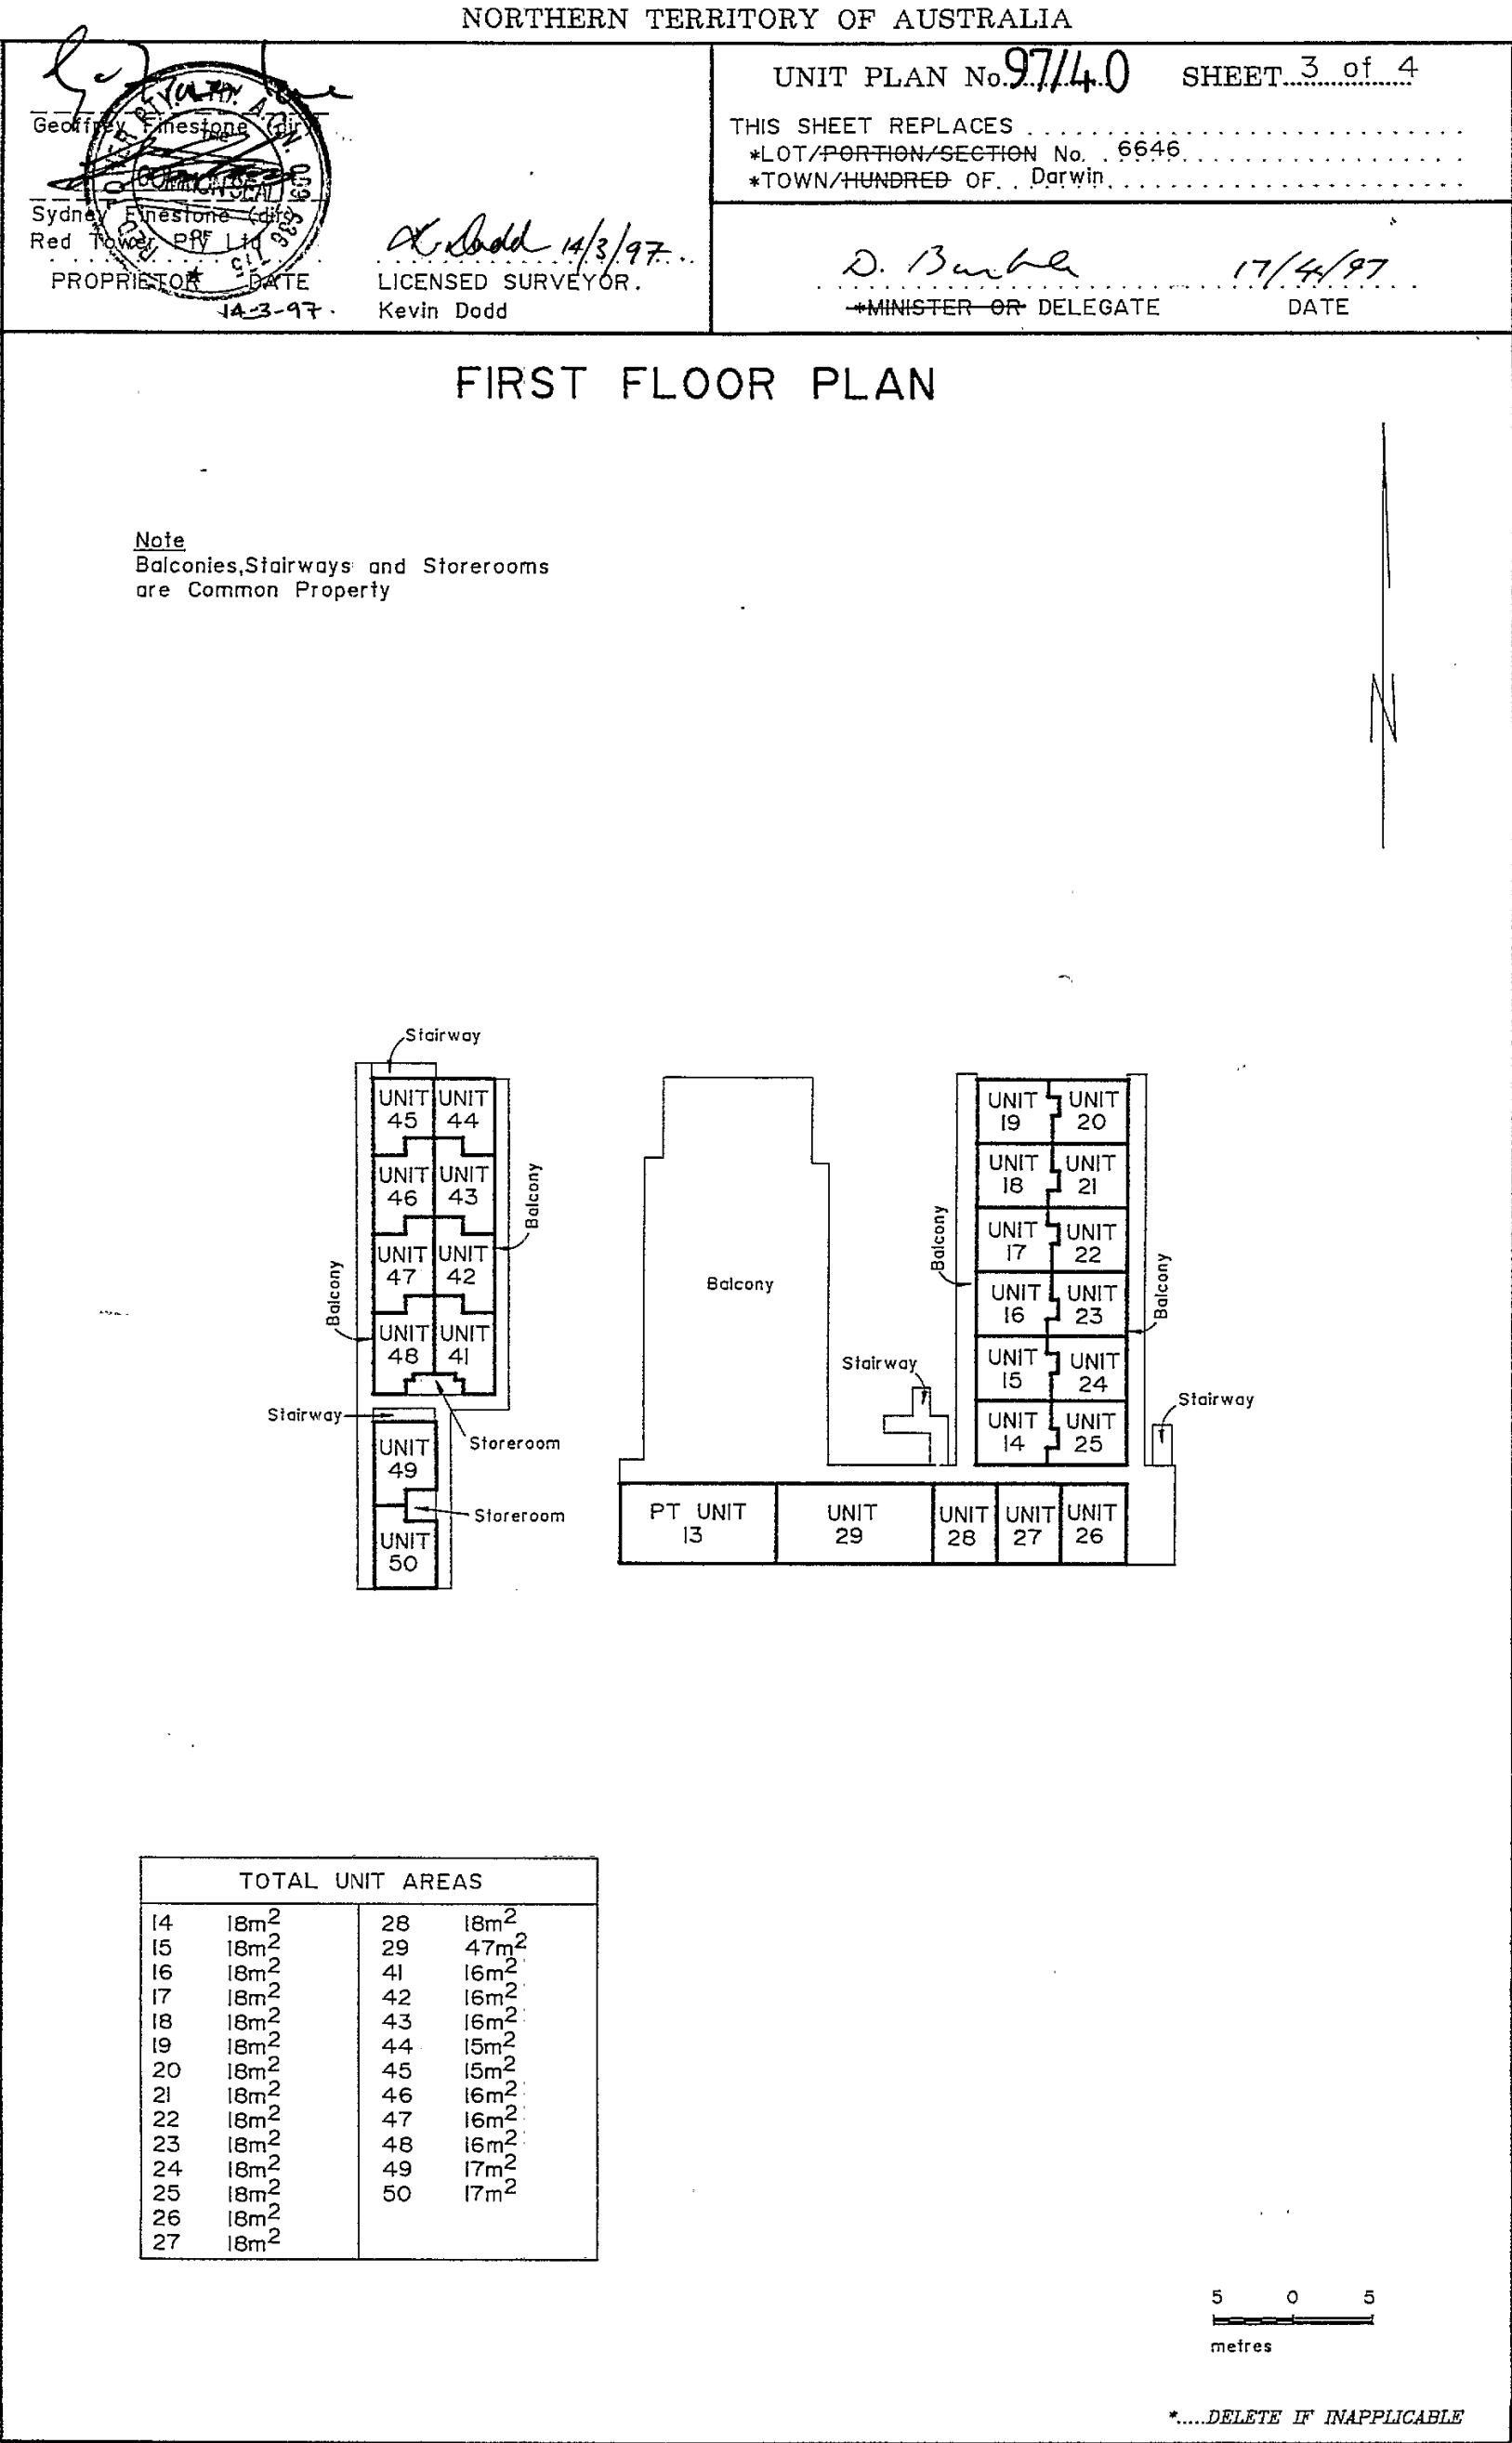 NORTHERN TERRITORY OF AUSTRALIA
Geoffrey Finestone (dir)
Sydney Finestone (dir)
Red Tower Pty Ltd
PROPRIETOR DATE
14-3-97.
K Dodd 14/3/97
LICENSED SURVEYOR.
Kevin Dodd
UNIT PLAN No. 97/40 SHEET 3 of 4
THIS SHEET REPLACES
*LOT/PORTION/SECTION No. 6646
*TOWN/HUNDRED OF. Darwin
17/4/97
*MINISTER OR DELEGATE DATE
FIRST FLOOR PLAN
Note
Balconies,Stairways and Storerooms
are Common Property
N
Stairway
UNIT 45
UNIT 44
UNIT 46
UNIT 43
UNIT 47
UNIT 42
UNIT 48
UNIT 41
Balcony
Balcony
Stairway
Storeroom
UNIT 49
Storeroom
UNIT 50
Balcony
Stairway
Balcony
UNIT 19
UNIT 20
UNIT 18
UNIT 21
UNIT 17
UNIT 22
UNIT 16
UNIT 23
UNIT 15
UNIT 24
UNIT 14
UNIT 25
Balcony
Stairway
PT UNIT 13
UNIT 29
UNIT 28
UNIT 27
UNIT 26
TOTAL UNIT AREAS
14 18m² 28 18m²
15 18m² 29 47m²
16 18m² 41 16m²
17 18m² 42 16m²
18 18m² 43 16m²
19 18m² 44 15m²
20 18m² 45 15m²
21 18m² 46 16m²
22 18m² 47 16m²
23 18m² 48 16m²
24 18m² 49 17m²
25 18m² 50 17m²
26 18m²
27 18m²
5 0 5
metres
*.....DELETE IF INAPPLICABLE